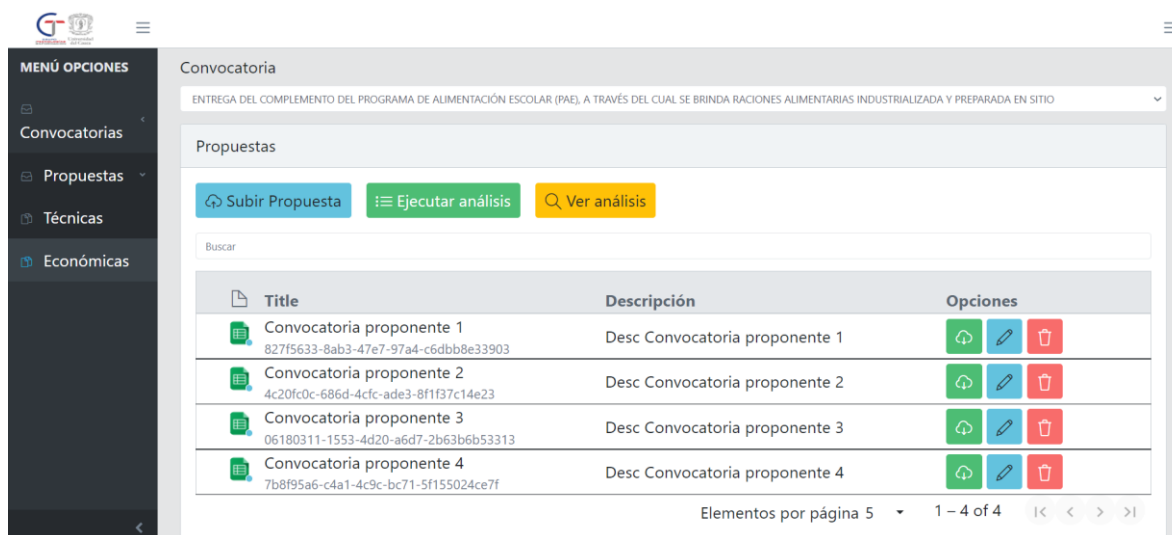 Universidad del Cauca
MENÚ OPCIONES
Convocatorias
Propuestas
Técnicas
Económicas
Convocatoria
ENTREGA DEL COMPLEMENTO DEL PROGRAMA DE ALIMENTACIÓN ESCOLAR (PAE), A TRAVÉS DEL CUAL SE BRINDA RACIONES ALIMENTARIAS INDUSTRIALIZADA Y PREPARADA EN SITIO
Propuestas
Subir Propuesta Ejecutar análisis Ver análisis
Buscar
Title Descripción Opciones
Convocatoria proponente 1 Desc Convocatoria proponente 1
827f5633-8ab3-47e7-97a4-c6dbb8e33903
Convocatoria proponente 2 Desc Convocatoria proponente 2
4c20fc0c-686d-4cfc-ade3-8f1f37c14e23
Convocatoria proponente 3 Desc Convocatoria proponente 3
06180311-1553-4d20-a6d7-2b63b6b53313
Convocatoria proponente 4 Desc Convocatoria proponente 4
7b8f95a6-c4a1-4c9c-bc71-5f155024ce7f
Elementos por página 5 1 – 4 of 4